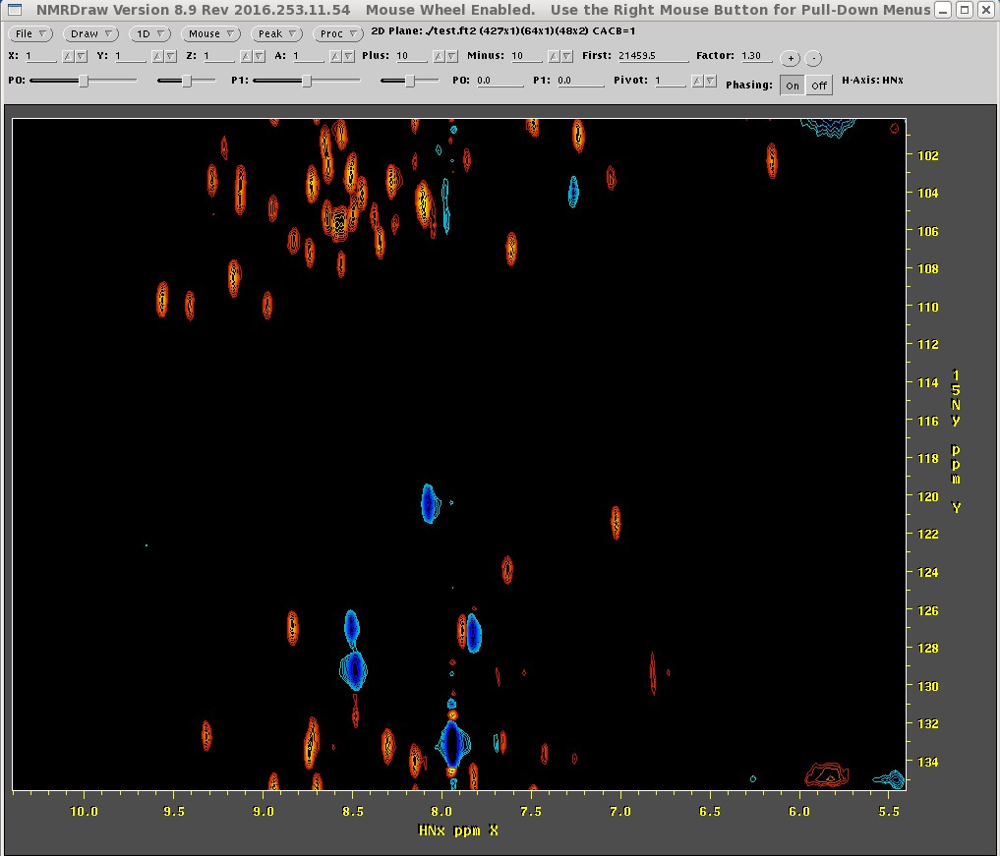 NMRDraw Version 8.9 Rev 2016.253.11.54 Mouse Wheel Enabled. Use the Right Mouse Button for Pull-Down Menus
File Draw 1D Mouse Peak Proc 2D Plane: ./test.ft2 (427x1)(64x1)(48x2) CACB=1
X: 1 Y: 1 Z: 1 A: 1 Plus: 10 Minus: 10 First: 21459.5 Factor: 1.30 + -
P0: P1: P0: 0.0 P1: 0.0 Pivot: 1 Phasing: On Off H-Axis: HNx
102
104
106
108
110
112
114
116
118
120
122
124
126
128
130
132
134
15Ny ppm Y
10.0 9.5 9.0 8.5 8.0 7.5 7.0 6.5 6.0 5.5
HNx ppm X